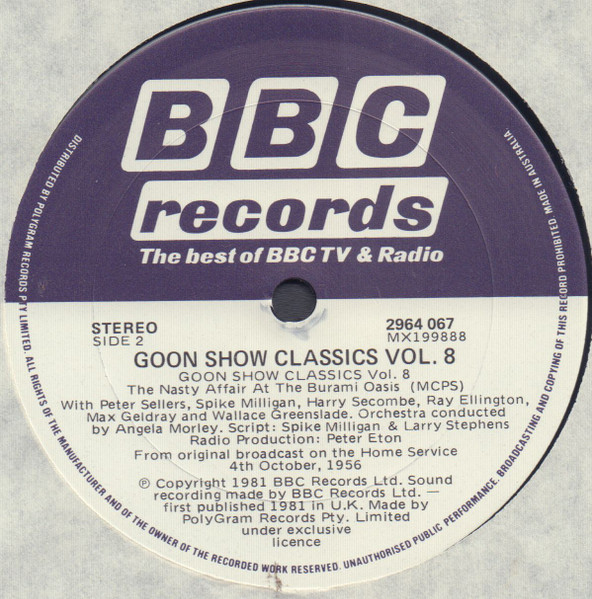 BBC
records
The best of BBC TV & Radio
STEREO
SIDE 2
2964 067
MX199888
GOON SHOW CLASSICS VOL. 8
GOON SHOW CLASSICS Vol. 8
The Nasty Affair At The Burami Oasis (MCPS)
With Peter Sellers, Spike Milligan, Harry Secombe, Ray Ellington,
Max Geldray and Wallace Greenslade. Orchestra conducted
by Angela Morley. Script: Spike Milligan & Larry Stephens
Radio Production: Peter Eton
From original broadcast on the Home Service
4th October, 1956
℗ Copyright 1981 BBC Records Ltd. Sound
recording made by BBC Records Ltd. —
first published 1981 in U.K. Made by
PolyGram Records Pty. Limited
under exclusive
licence
DISTRIBUTED BY POLYGRAM RECORDS PTY LIMITED. ALL RIGHTS OF THE MANUFACTURER AND OF THE OWNER OF THE RECORDED WORK RESERVED. UNAUTHORISED PUBLIC PERFORMANCE, BROADCASTING AND COPYING OF THIS RECORD PROHIBITED. MADE IN AUSTRALIA.